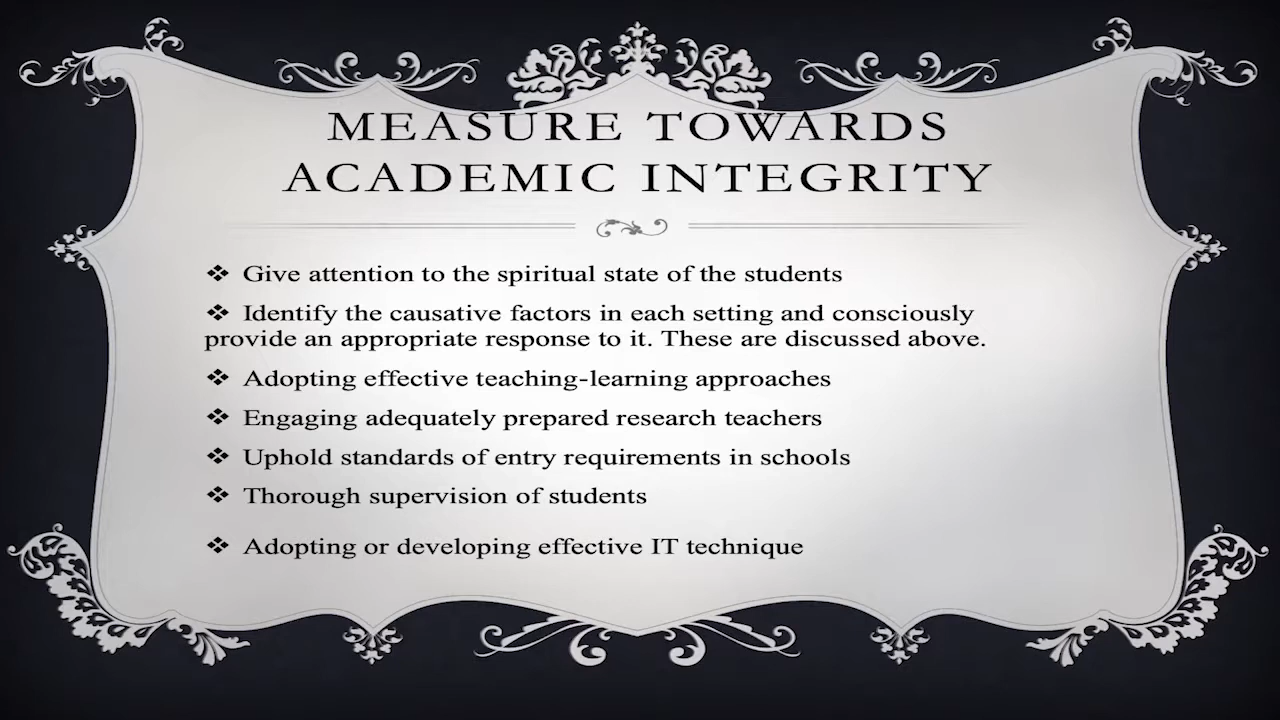 MEASURE TOWARDS
ACADEMIC INTEGRITY
❖ Give attention to the spiritual state of the students
❖ Identify the causative factors in each setting and consciously
provide an appropriate response to it. These are discussed above.
❖ Adopting effective teaching-learning approaches
❖ Engaging adequately prepared research teachers
❖ Uphold standards of entry requirements in schools
❖ Thorough supervision of students
❖ Adopting or developing effective IT technique